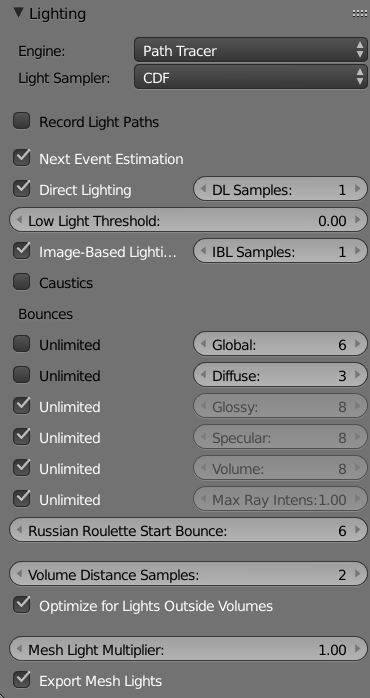 Lighting
Engine: Path Tracer
Light Sampler: CDF
Record Light Paths
Next Event Estimation
Direct Lighting DL Samples: 1
Low Light Threshold: 0.00
Image-Based Lighti... IBL Samples: 1
Caustics
Bounces
Unlimited Global: 6
Unlimited Diffuse: 3
Unlimited Glossy: 8
Unlimited Specular: 8
Unlimited Volume: 8
Unlimited Max Ray Intens:1.00
Russian Roulette Start Bounce: 6
Volume Distance Samples: 2
Optimize for Lights Outside Volumes
Mesh Light Multiplier: 1.00
Export Mesh Lights